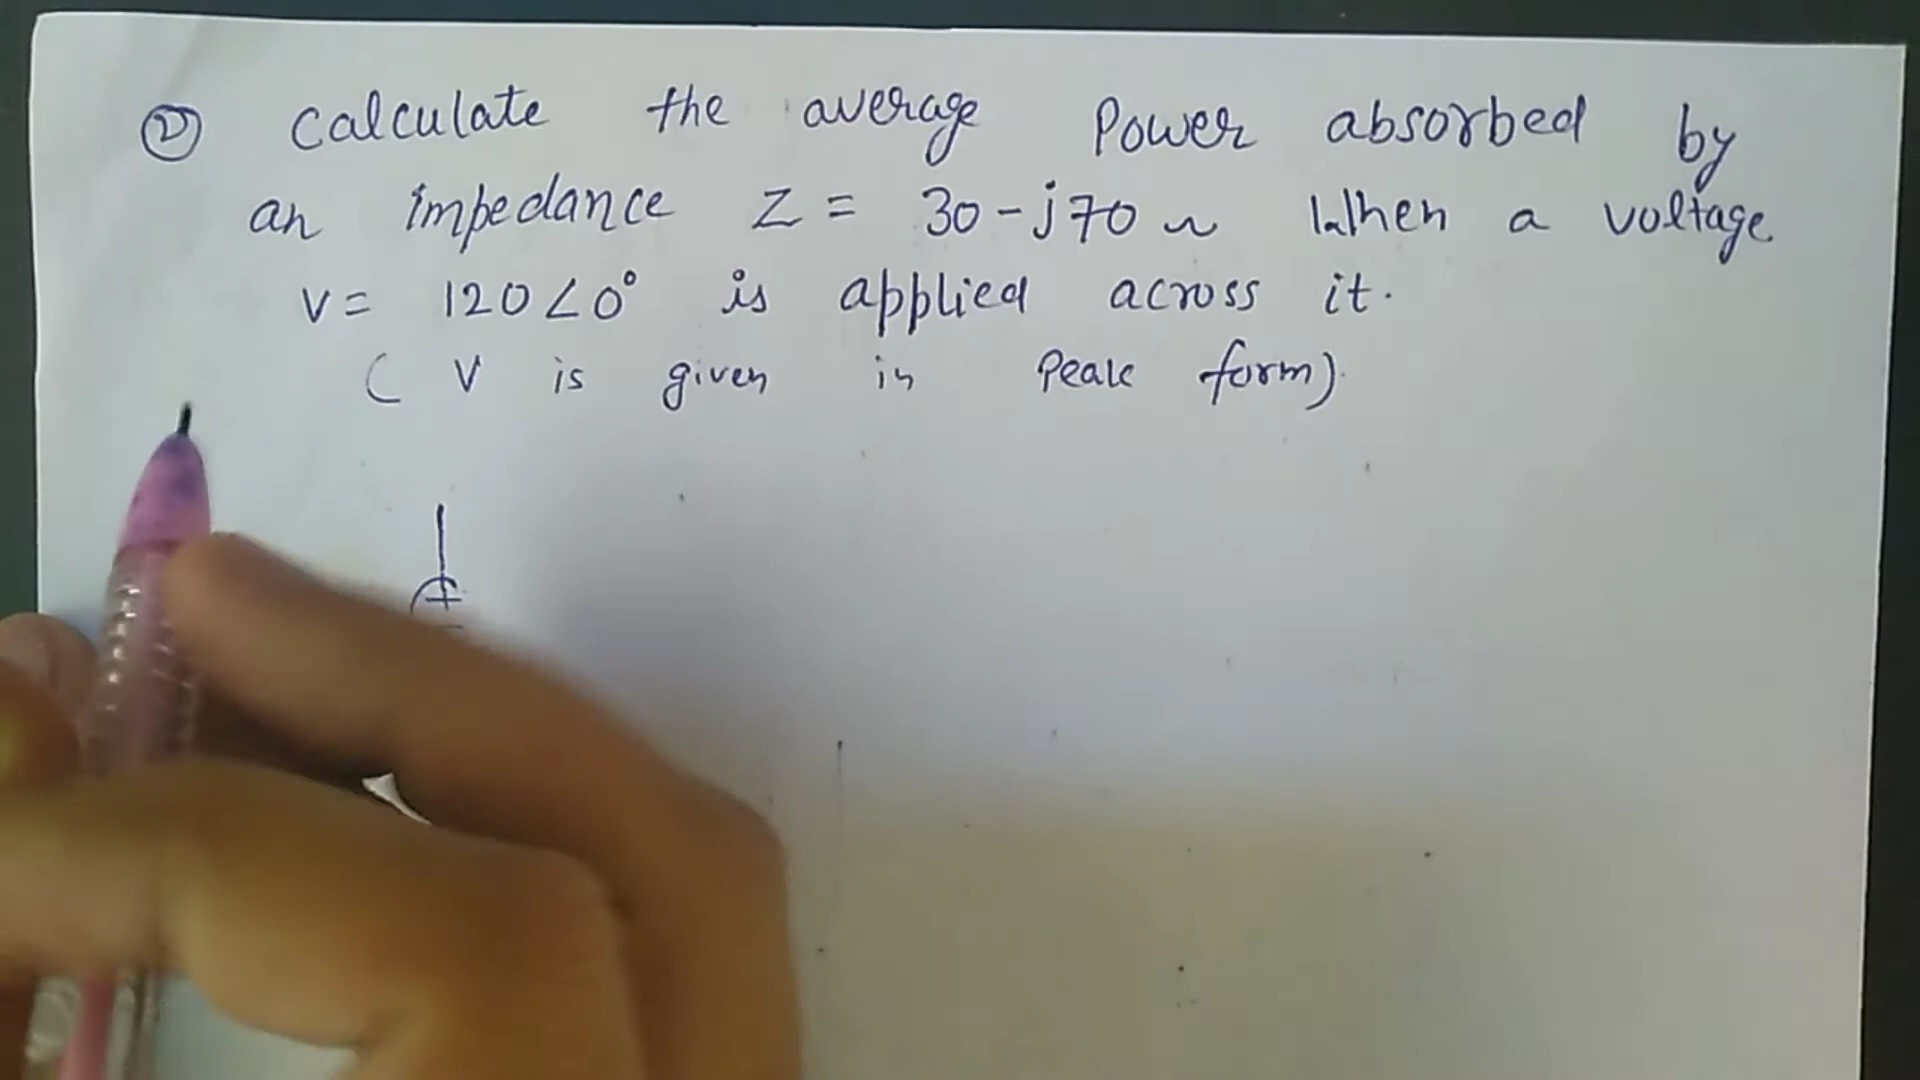 ② Calculate the average Power absorbed by
an impedance Z = 30-j70 ~ When a voltage
V = 120∠0° is applied across it.
( V is given in Peak form).
+
-